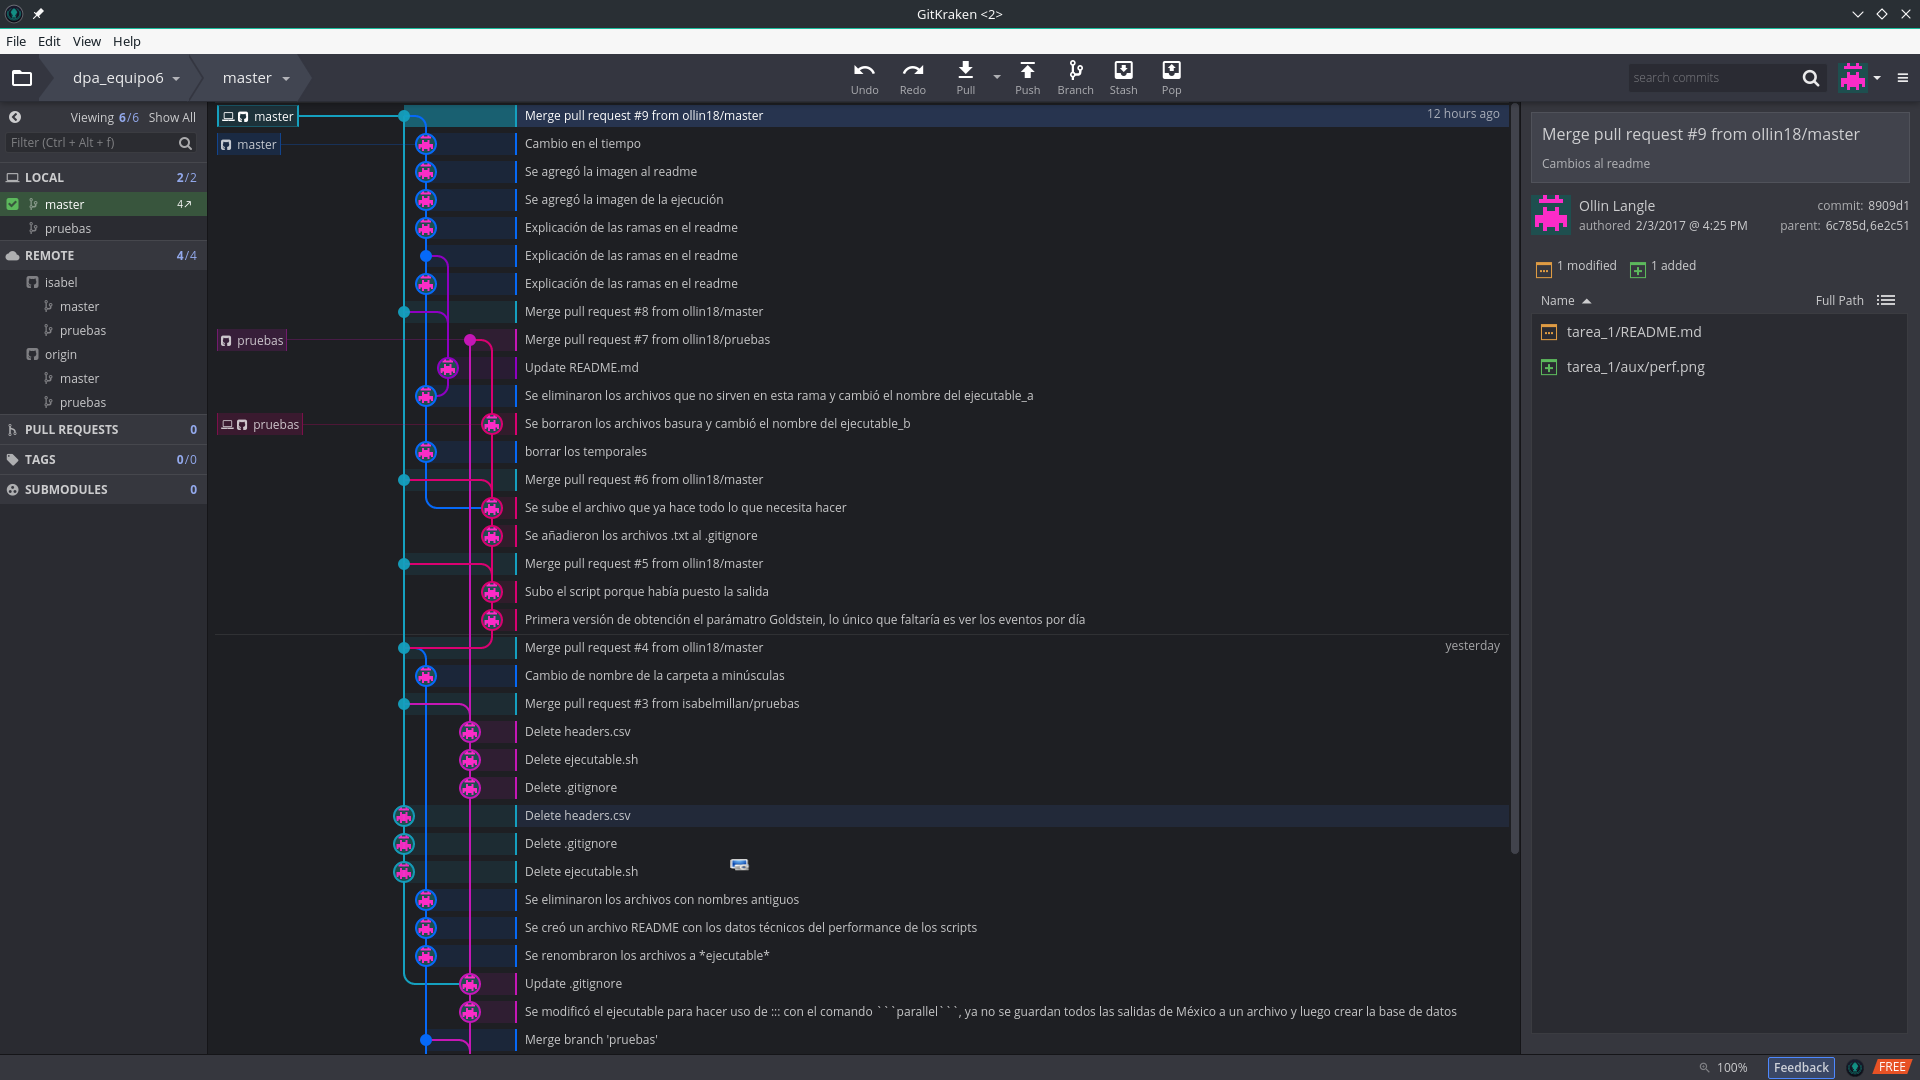 GitKraken <2>
File Edit View Help
dpa_equipo6 master Undo Redo Pull Push Branch Stash Pop search commits
Viewing 6/6 Show All
Filter (Ctrl + Alt + f)
LOCAL 2/2
master 4↗
pruebas
REMOTE 4/4
isabel
master
pruebas
origin
master
pruebas
PULL REQUESTS 0
TAGS 0/0
SUBMODULES 0
master Merge pull request #9 from ollin18/master 12 hours ago
master Cambio en el tiempo
Se agregó la imagen al readme
Se agregó la imagen de la ejecución
Explicación de las ramas en el readme
Explicación de las ramas en el readme
Explicación de las ramas en el readme
Merge pull request #8 from ollin18/master
pruebas Merge pull request #7 from ollin18/pruebas
Update README.md
Se eliminaron los archivos que no sirven en esta rama y cambió el nombre del ejecutable_a
pruebas Se borraron los archivos basura y cambió el nombre del ejecutable_b
borrar los temporales
Merge pull request #6 from ollin18/master
Se sube el archivo que ya hace todo lo que necesita hacer
Se añadieron los archivos .txt al .gitignore
Merge pull request #5 from ollin18/master
Subo el script porque había puesto la salida
Primera versión de obtención el parámatro Goldstein, lo único que faltaría es ver los eventos por día
Merge pull request #4 from ollin18/master yesterday
Cambio de nombre de la carpeta a minúsculas
Merge pull request #3 from isabelmillan/pruebas
Delete headers.csv
Delete ejecutable.sh
Delete .gitignore
Delete headers.csv
Delete .gitignore
Delete ejecutable.sh
Se eliminaron los archivos con nombres antiguos
Se creó un archivo README con los datos técnicos del performance de los scripts
Se renombraron los archivos a *ejecutable*
Update .gitignore
Se modificó el ejecutable para hacer uso de ::: con el comando ```parallel```, ya no se guardan todos las salidas de México a un archivo y luego crear la base de datos
Merge branch 'pruebas'
Merge pull request #9 from ollin18/master
Cambios al readme
Ollin Langle commit: 8909d1
authored 2/3/2017 @ 4:25 PM parent: 6c785d,6e2c51
1 modified 1 added
Name Full Path
tarea_1/README.md
tarea_1/aux/perf.png
100% Feedback FREE